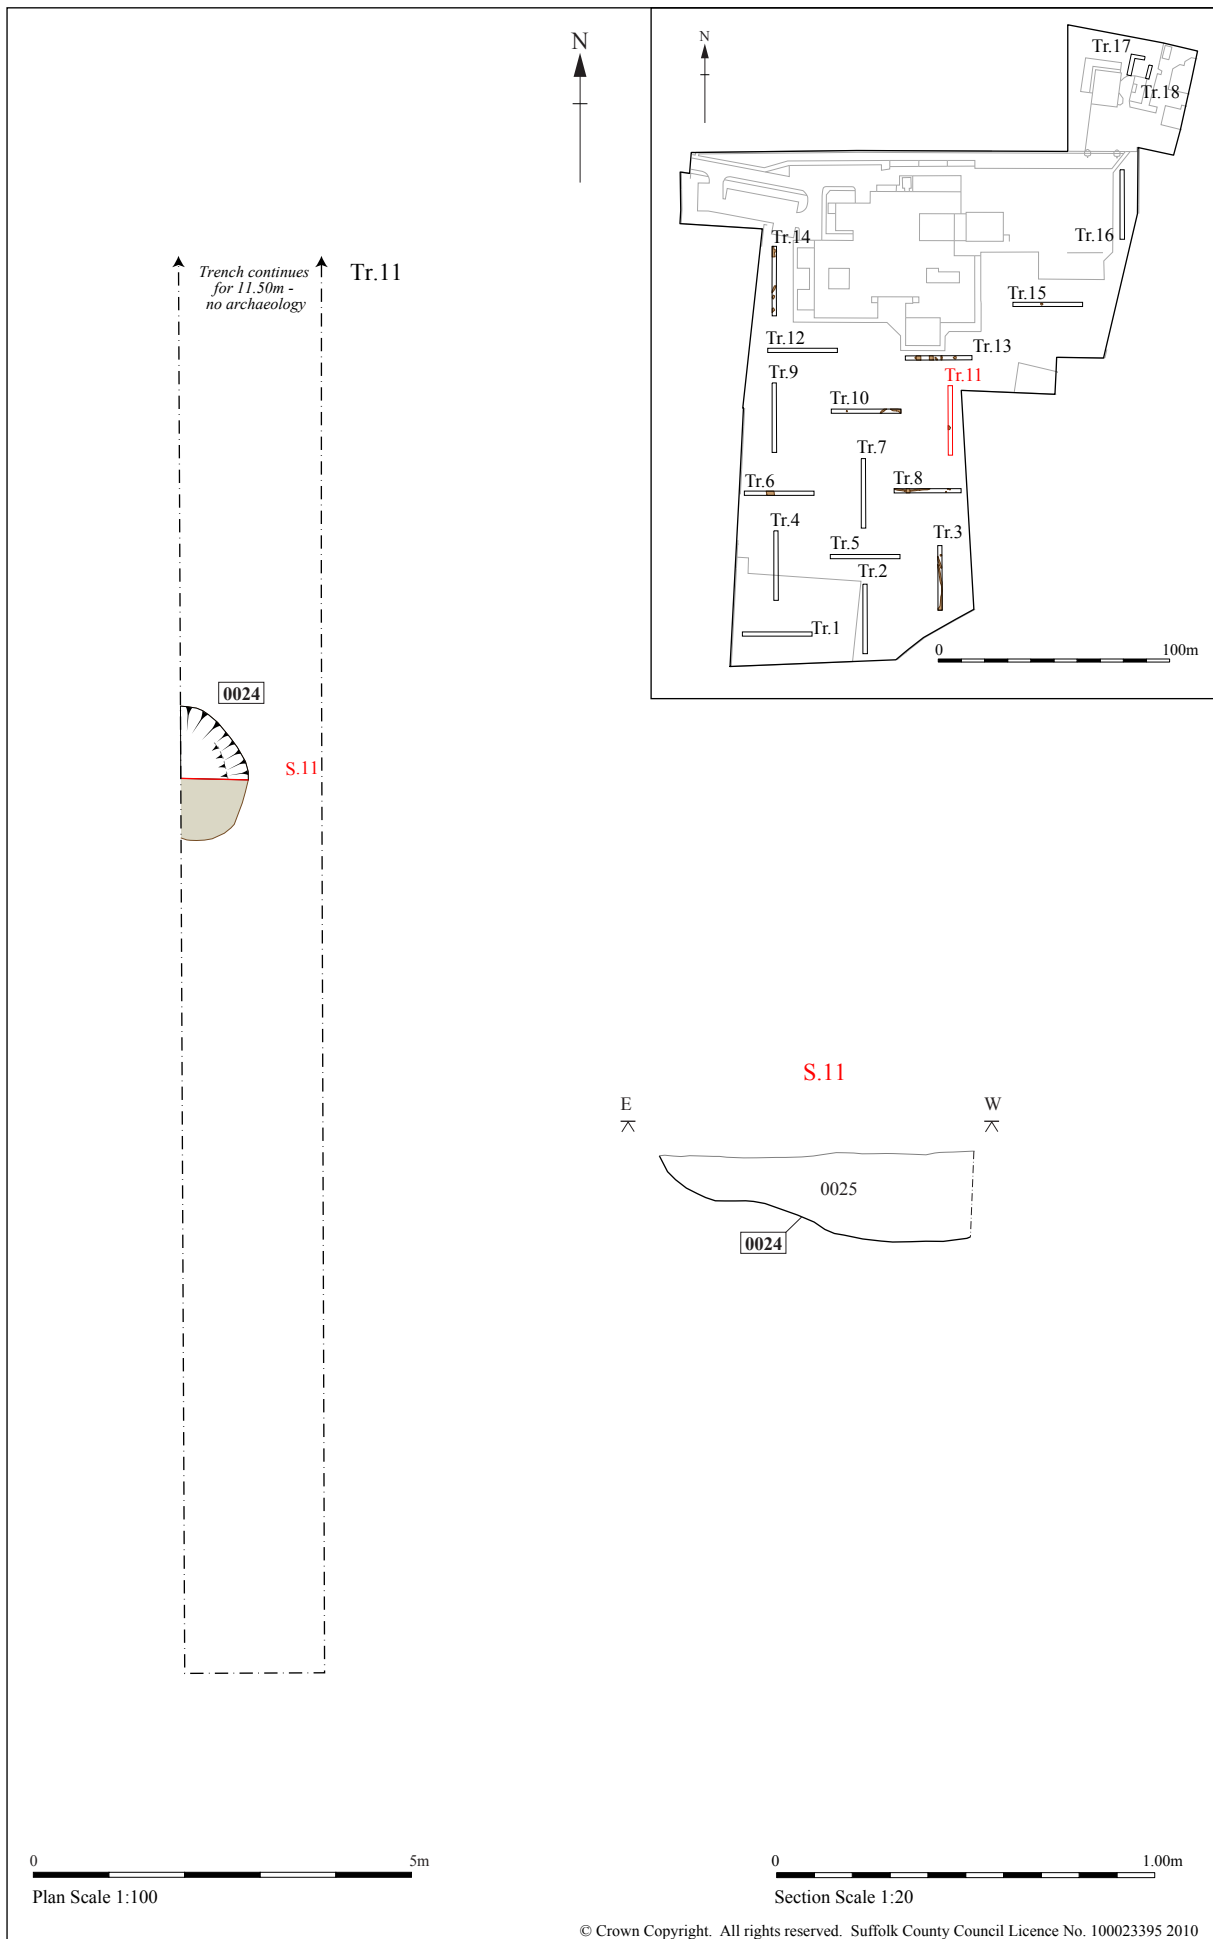 N
Trench continues
for 11.50m -
no archaeology
Tr.11
0024
S.11
N
Tr.17
Tr.18
Tr.14
Tr.16
Tr.15
Tr.12
Tr.13
Tr.9
Tr.11
Tr.10
Tr.7
Tr.6
Tr.8
Tr.4
Tr.3
Tr.5
Tr.2
Tr.1
0
100m
S.11
E
W
0025
0024
0
5m
Plan Scale 1:100
0
1.00m
Section Scale 1:20
© Crown Copyright. All rights reserved. Suffolk County Council Licence No. 100023395 2010